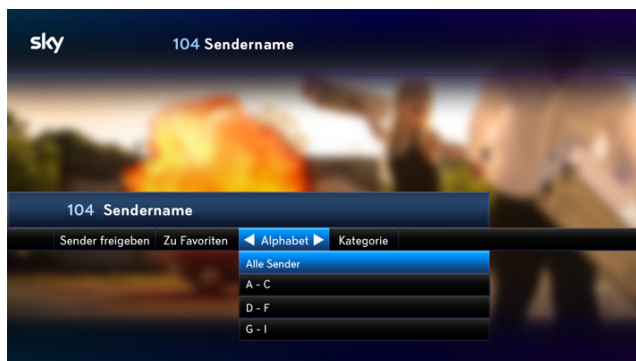 sky 104 Sendername
104 Sendername
Sender freigeben Zu Favoriten Alphabet Kategorie
Alle Sender
A - C
D - F
G - I